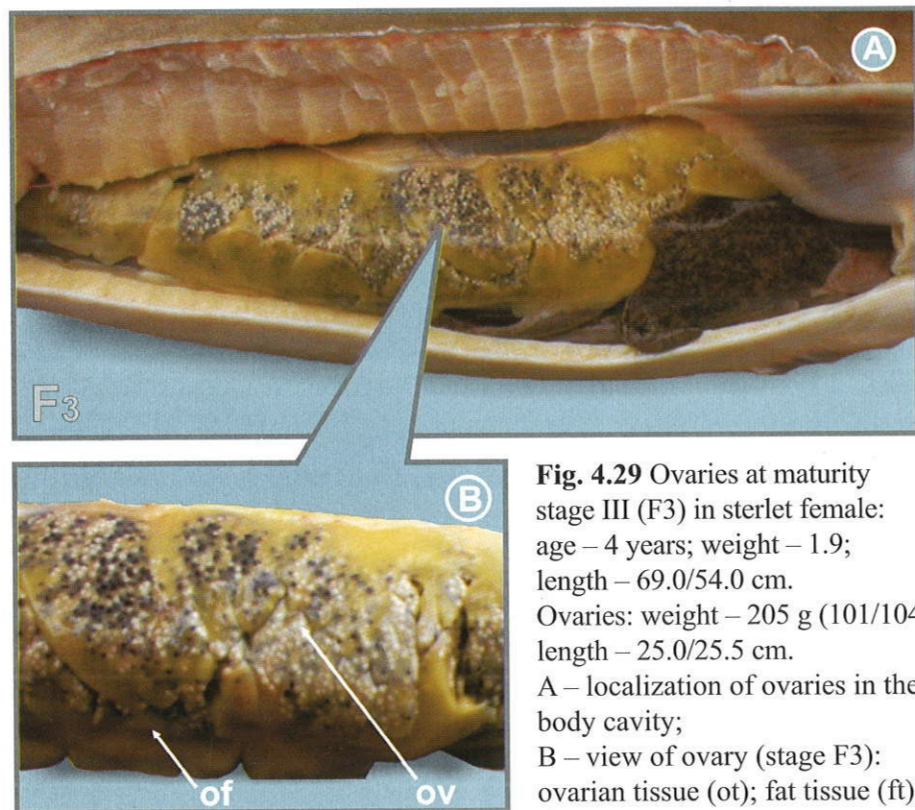 A
F3
B
of
ov
Fig. 4.29 Ovaries at maturity
stage III (F3) in sterlet female:
age – 4 years; weight – 1.9;
length – 69.0/54.0 cm.
Ovaries: weight – 205 g (101/104
length – 25.0/25.5 cm.
A – localization of ovaries in the
body cavity;
B – view of ovary (stage F3):
ovarian tissue (ot); fat tissue (ft)